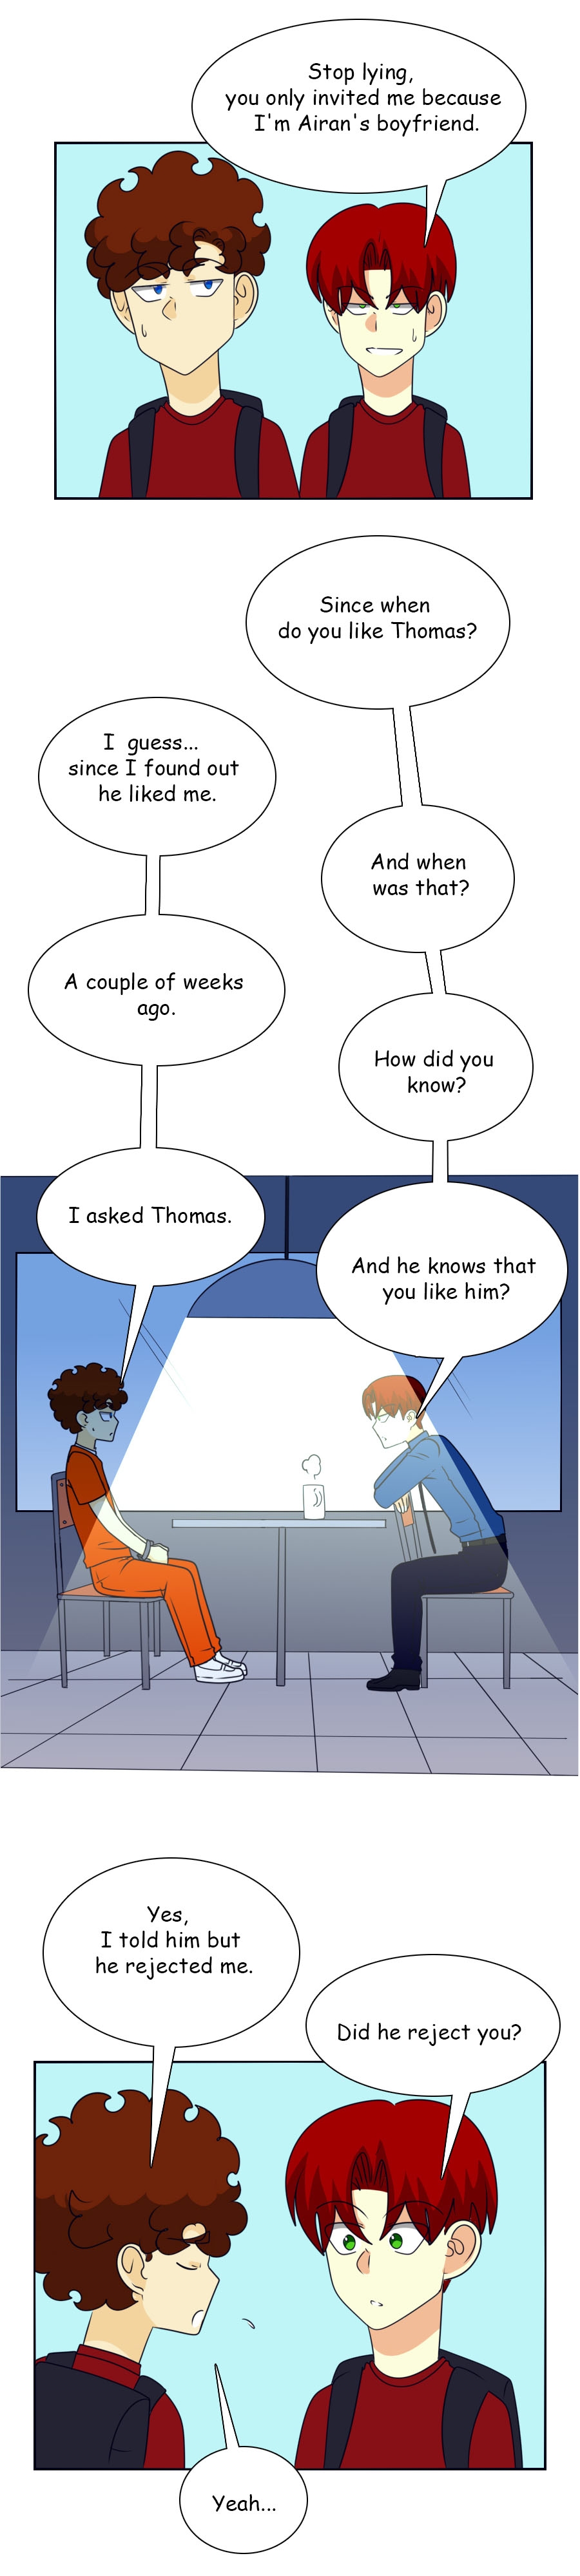 Stop lying,
you only invited me because
I'm Airan's boyfriend.
Since when
do you like Thomas?
I guess...
since I found out
he liked me.
And when
was that?
A couple of weeks
ago.
How did you
know?
I asked Thomas.
And he knows that
you like him?
Yes,
I told him but
he rejected me.
Did he reject you?
Yeah...